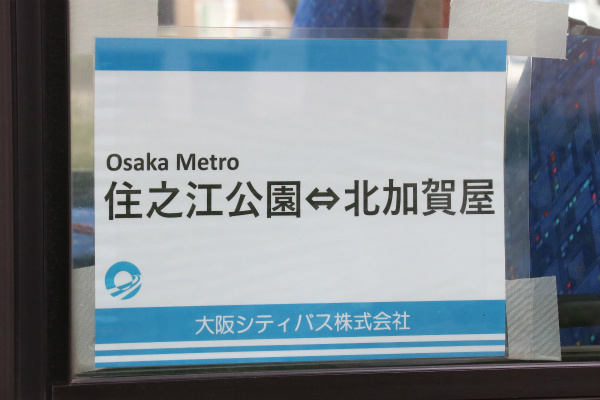 Osaka Metro
住之江公園⇔北加賀屋
大阪シティバス株式会社